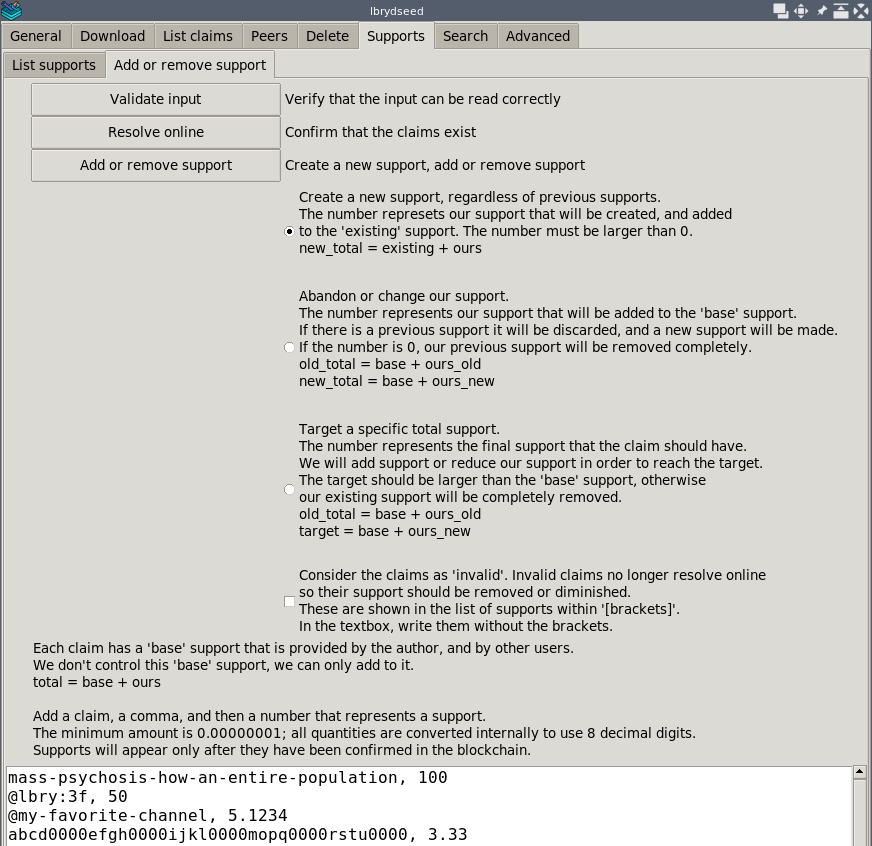 lbrydseed
General Download List claims Peers Delete Supports Search Advanced
List supports Add or remove support
Validate input Verify that the input can be read correctly
Resolve online Confirm that the claims exist
Add or remove support Create a new support, add or remove support
Create a new support, regardless of previous supports.
The number represets our support that will be created, and added
to the 'existing' support. The number must be larger than 0.
new_total = existing + ours
Abandon or change our support.
The number represents our support that will be added to the 'base' support.
If there is a previous support it will be discarded, and a new support will be made.
If the number is 0, our previous support will be removed completely.
old_total = base + ours_old
new_total = base + ours_new
Target a specific total support.
The number represents the final support that the claim should have.
We will add support or reduce our support in order to reach the target.
The target should be larger than the 'base' support, otherwise
our existing support will be completely removed.
old_total = base + ours_old
target = base + ours_new
Consider the claims as 'invalid'. Invalid claims no longer resolve online
so their support should be removed or diminished.
These are shown in the list of supports within '[brackets]'.
In the textbox, write them without the brackets.
Each claim has a 'base' support that is provided by the author, and by other users.
We don't control this 'base' support, we can only add to it.
total = base + ours
Add a claim, a comma, and then a number that represents a support.
The minimum amount is 0.00000001; all quantities are converted internally to use 8 decimal digits.
Supports will appear only after they have been confirmed in the blockchain.
mass-psychosis-how-an-entire-population, 100
@lbry:3f, 50
@my-favorite-channel, 5.1234
abcd0000efgh0000ijkl0000mopq0000rstu0000, 3.33